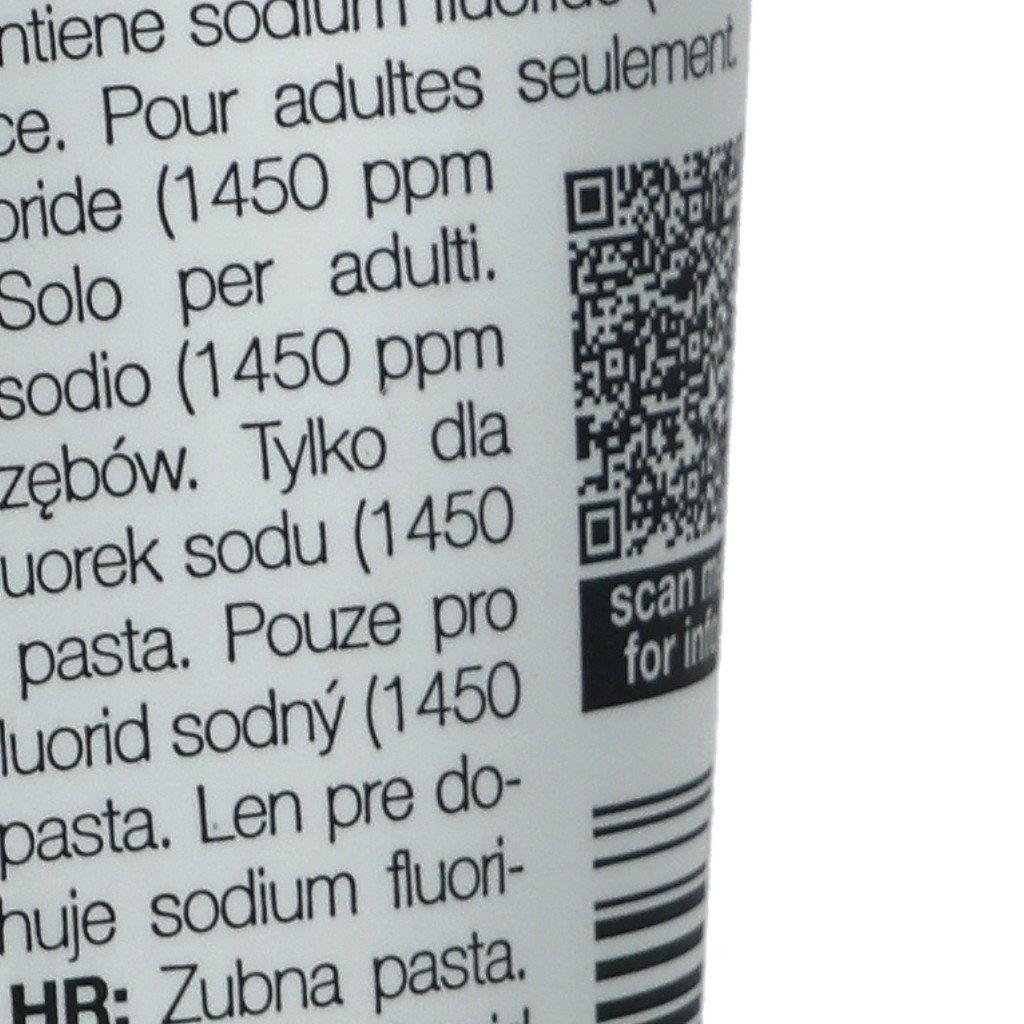 ntiene sodium fluoride (
ce. Pour adultes seulement.
oride (1450 ppm
Solo per adulti.
sodio (1450 ppm
zębów. Tylko dla
uorek sodu (1450
pasta. Pouze pro
luorid sodný (1450
pasta. Len pre do-
huje sodium fluori-
HR: Zubna pasta.
scan
for